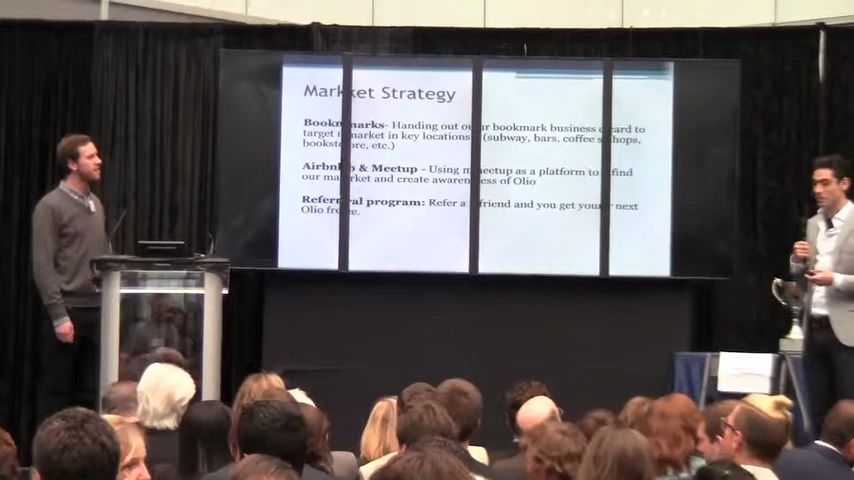 Market Strategy
Bookmarks- Handing out our bookmark business card to
target market in key locations (subway, bars, coffee shops,
bookstore, etc.)
Airbnb & Meetup - Using meetup as a platform to find
our market and create awareness of Olio
Referral program: Refer a friend and you get your next
Olio free.